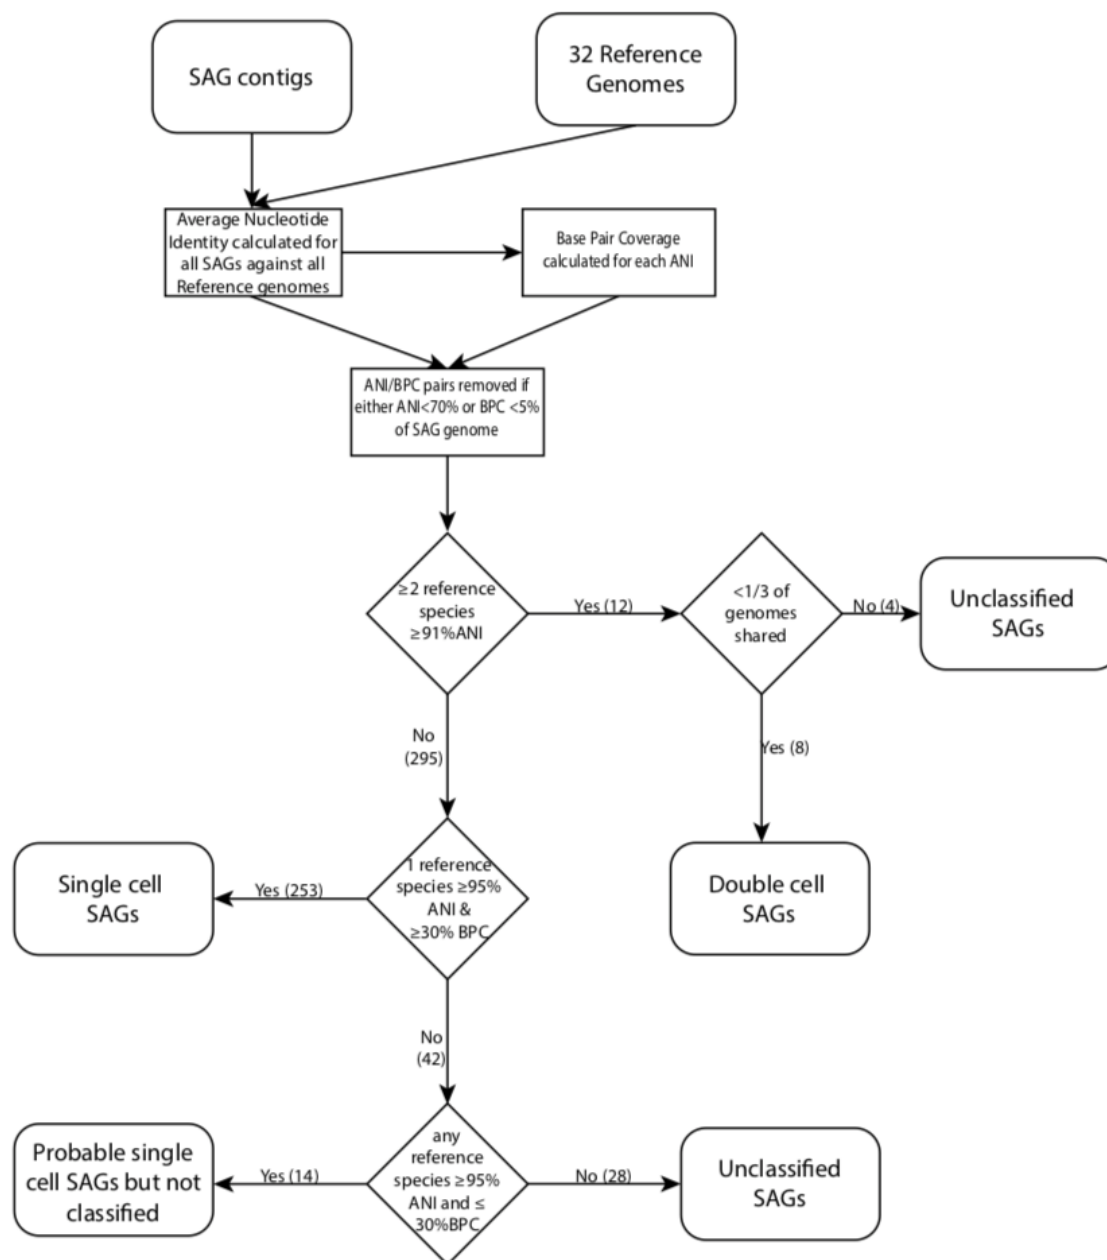 SAG contigs
32 Reference
Genomes
Average Nucleotide
Identity calculated for
all SAGs against all
Reference genomes
Base Pair Coverage
calculated for each ANI
ANI/BPC pairs removed if
either ANI<70% or BPC <5%
of SAG genome
≥2 reference
species
≥91%ANI
Yes (12)
<1/3 of
genomes
shared
No (4)
Unclassified
SAGs
No
(295)
Yes (8)
1 reference
species ≥95%
ANI &
≥30% BPC
Yes (253)
Single cell
SAGs
Double cell
SAGs
No
(42)
any
reference
species ≥95%
ANI and ≤
30%BPC
Yes (14)
Probable single
cell SAGs but not
classified
No (28)
Unclassified
SAGs